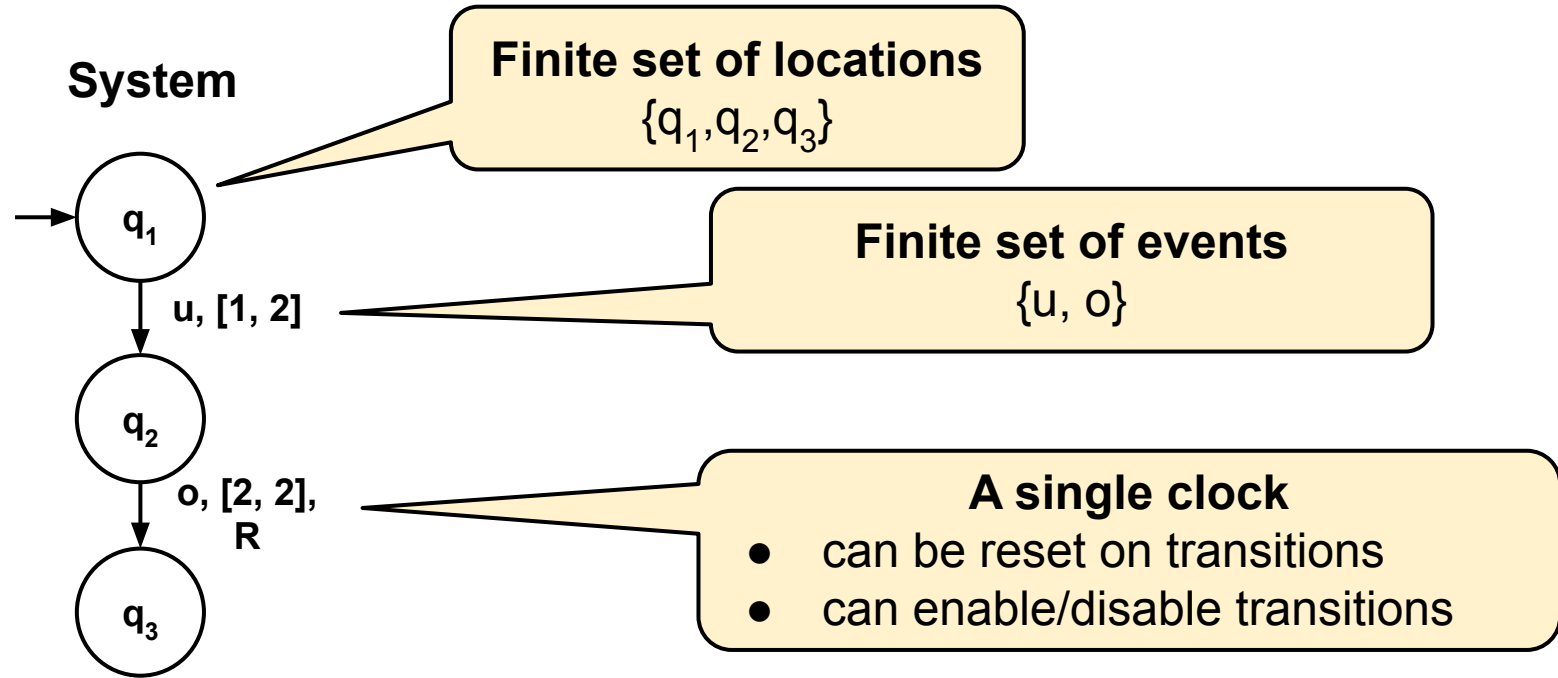 System
Finite set of locations
{q₁,q₂,q₃}
q₁
Finite set of events
{u, o}
u, [1, 2]
q₂
o, [2, 2],
R
A single clock
● can be reset on transitions
● can enable/disable transitions
q₃